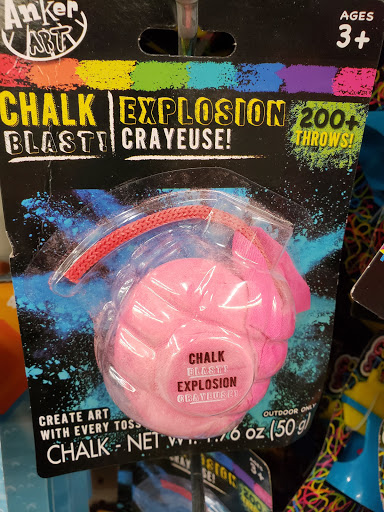 Anker
ART
AGES
3+
CHALK EXPLOSION
BLAST! CRAYEUSE!
200+
THROWS!
CHALK
BLAST!
EXPLOSION
CRAYEUSE!
CREATE ART
WITH EVERY TOSS
OUTDOOR ONLY
CHALK - NET WT. 1.76 oz (50 g)
3+